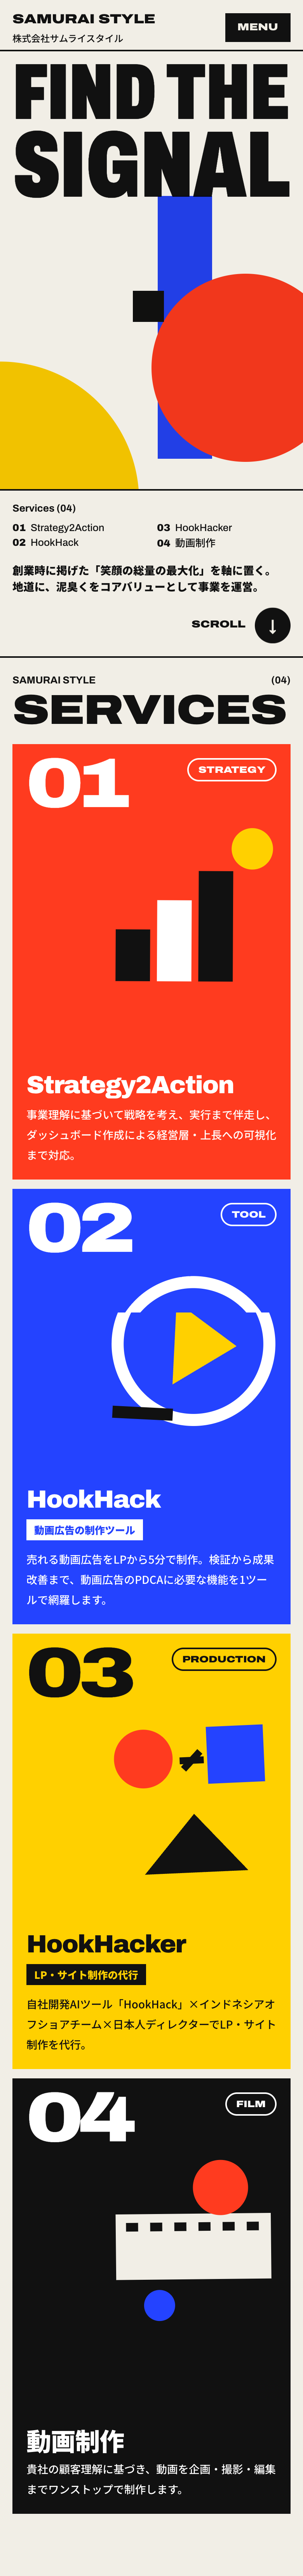 SAMURAI STYLE
株式会社サムライスタイル
MENU
FIND THE
SIGNAL
Services (04)
01 Strategy2Action
02 HookHack
03 HookHacker
04 動画制作
創業時に掲げた「笑顔の総量の最大化」を軸に置く。
地道に、泥臭くをコアバリューとして事業を運営。
SCROLL ↓
SAMURAI STYLE
(04)
SERVICES
01
STRATEGY
Strategy2Action
事業理解に基づいて戦略を考え、実行まで伴走し、
ダッシュボード作成による経営層・上長への可視化
まで対応。
02
TOOL
HookHack
動画広告の制作ツール
売れる動画広告をLPから5分で制作。検証から成果
改善まで、動画広告のPDCAに必要な機能を1ツー
ルで網羅します。
03
PRODUCTION
HookHacker
LP・サイト制作の代行
自社開発AIツール「HookHack」×インドネシアオ
フショアチーム×日本人ディレクターでLP・サイト
制作を代行。
04
FILM
動画制作
貴社の顧客理解に基づき、動画を企画・撮影・編集
までワンストップで制作します。